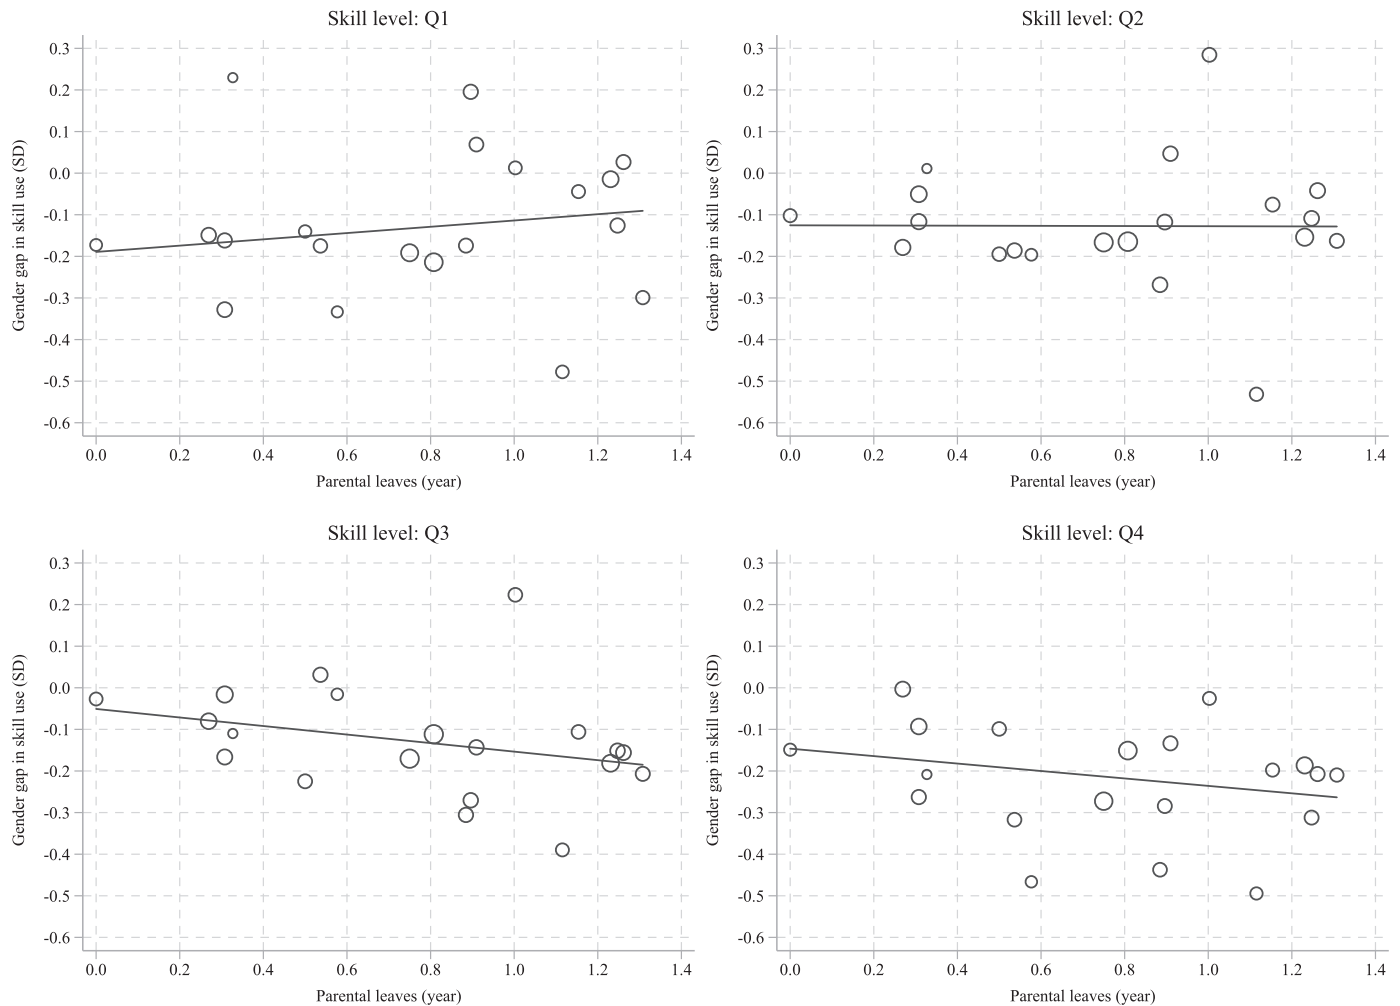 Skill level: Q1
0.3
0.2
0.1
0.0
-0.1
-0.2
-0.3
-0.4
-0.5
-0.6
Gender gap in skill use (SD)
0.0 0.2 0.4 0.6 0.8 1.0 1.2 1.4
Parental leaves (year)
Skill level: Q2
0.3
0.2
0.1
0.0
-0.1
-0.2
-0.3
-0.4
-0.5
-0.6
Gender gap in skill use (SD)
0.0 0.2 0.4 0.6 0.8 1.0 1.2 1.4
Parental leaves (year)
Skill level: Q3
0.3
0.2
0.1
0.0
-0.1
-0.2
-0.3
-0.4
-0.5
-0.6
Gender gap in skill use (SD)
0.0 0.2 0.4 0.6 0.8 1.0 1.2 1.4
Parental leaves (year)
Skill level: Q4
0.3
0.2
0.1
0.0
-0.1
-0.2
-0.3
-0.4
-0.5
-0.6
Gender gap in skill use (SD)
0.0 0.2 0.4 0.6 0.8 1.0 1.2 1.4
Parental leaves (year)